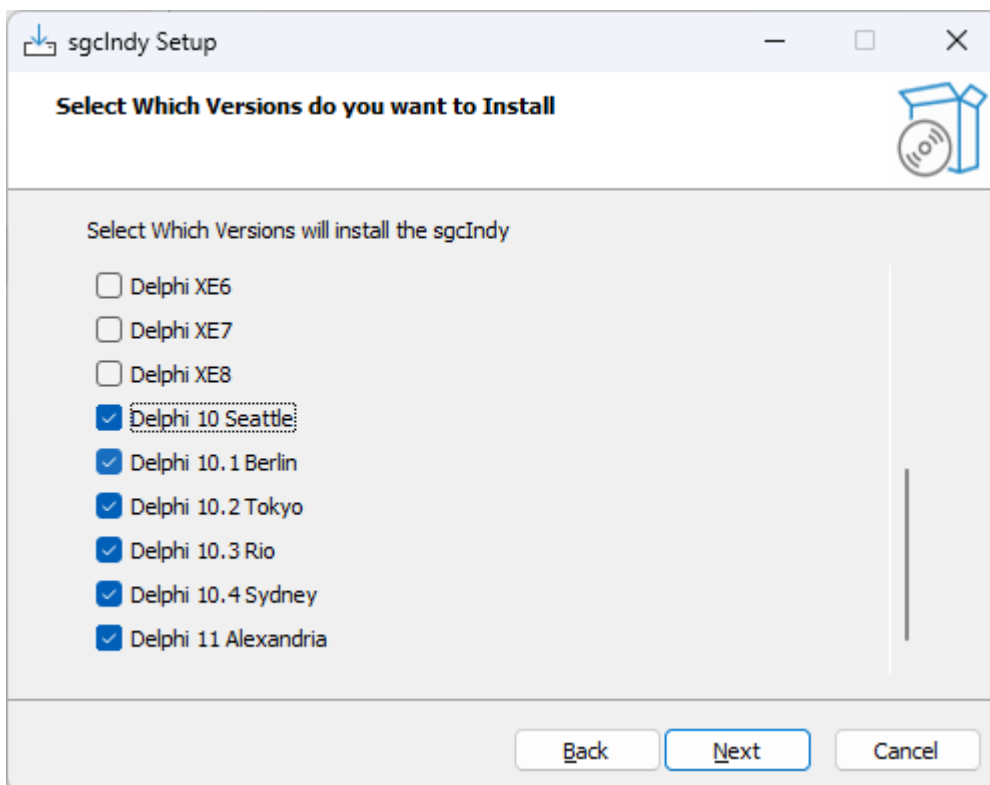 sgcIndy Setup
Select Which Versions do you want to Install
Select Which Versions will install the sgcIndy
Delphi XE6
Delphi XE7
Delphi XE8
Delphi 10 Seattle
Delphi 10.1 Berlin
Delphi 10.2 Tokyo
Delphi 10.3 Rio
Delphi 10.4 Sydney
Delphi 11 Alexandria
Back Next Cancel